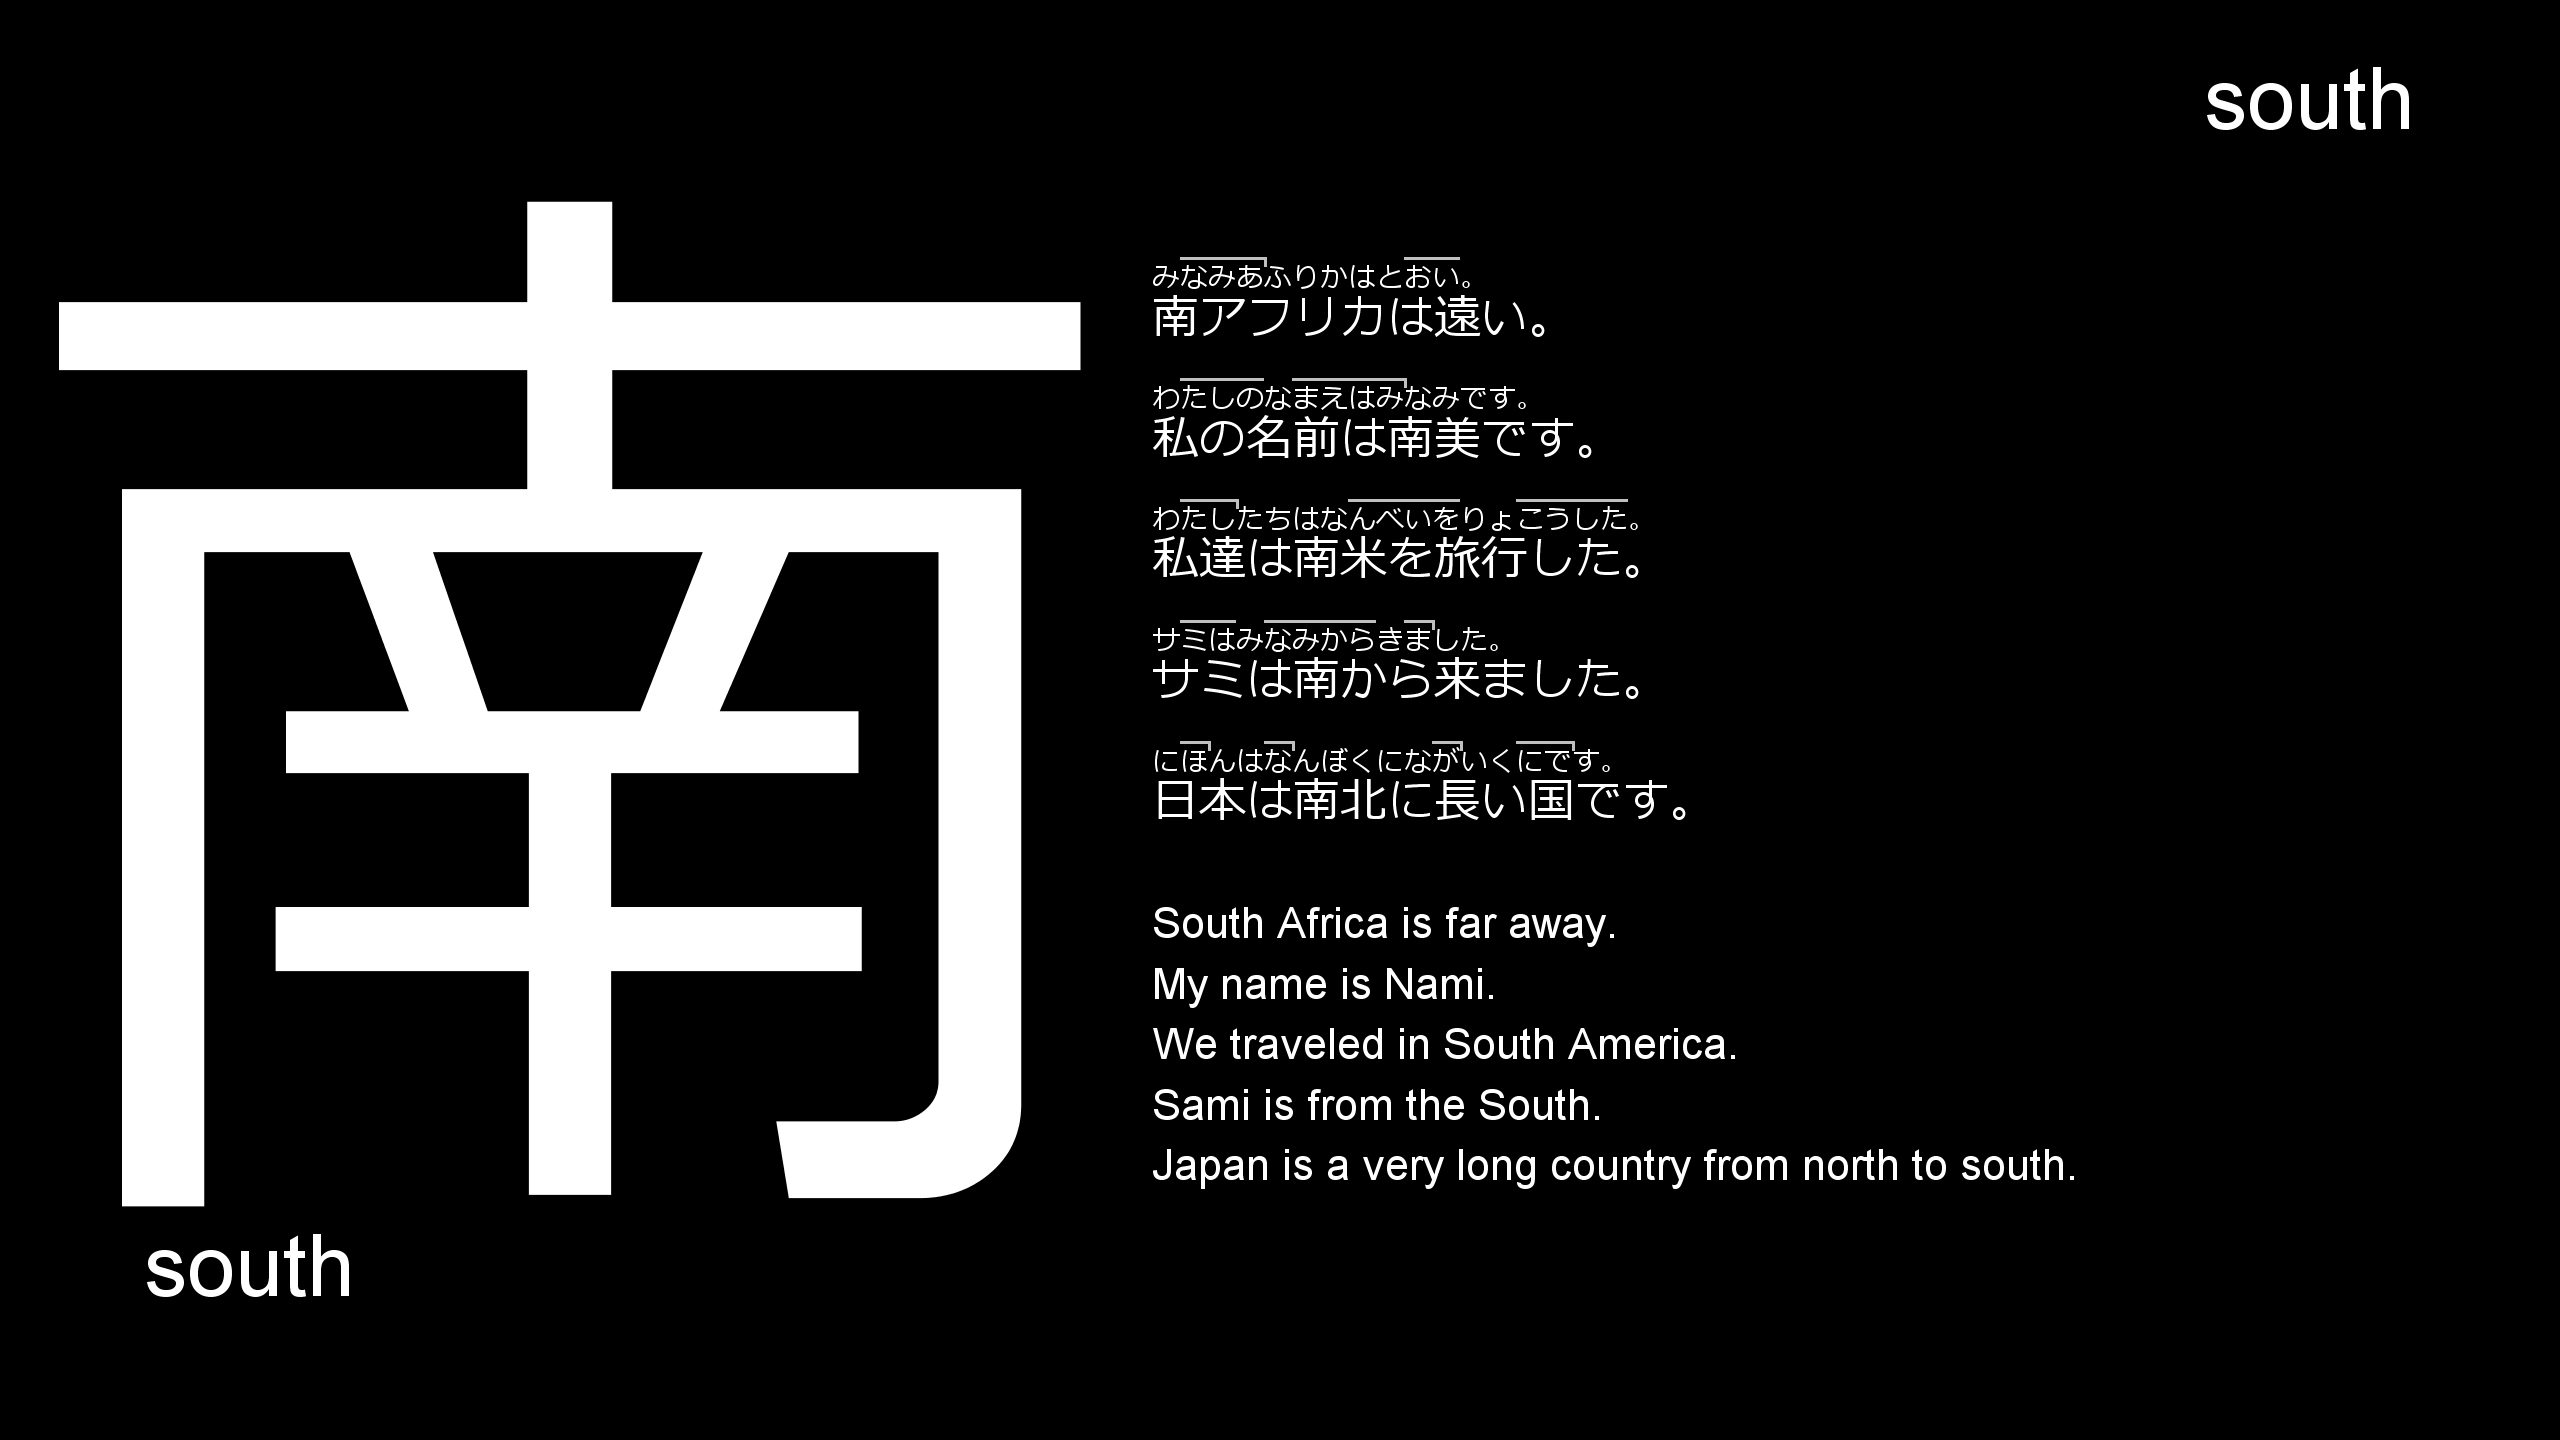 south
南
south
みなみあふりかはとおい。
南アフリカは遠い。
わたしのなまえはみなみです。
私の名前は南美です。
わたしたちはなんべいをりょこうした。
私達は南米を旅行した。
サミはみなみからきました。
サミは南から来ました。
にほんはなんぼくにながいくにです。
日本は南北に長い国です。
South Africa is far away.
My name is Nami.
We traveled in South America.
Sami is from the South.
Japan is a very long country from north to south.